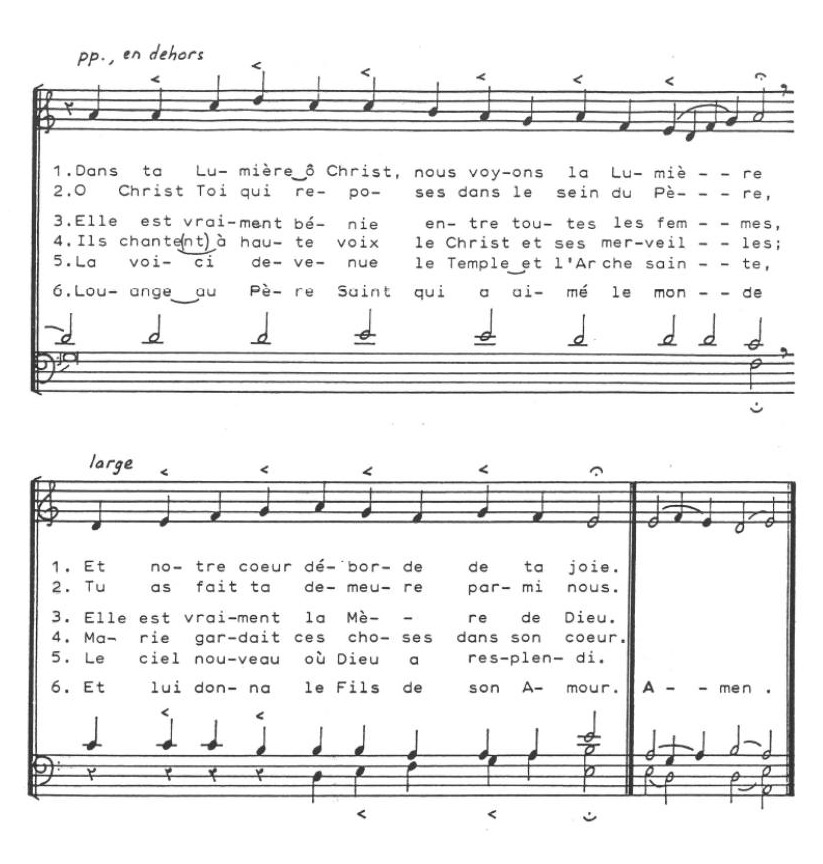 pp., en dehors
1.Dans ta Lu- mière ô Christ, nous voy-ons la Lu- miè - - re
2.O Christ Toi qui re- po- ses dans le sein du Pè- - - re,
3.Elle est vrai-ment bé- nie en- tre tou- tes les fem - - mes,
4.Ils chante(nt) à hau- te voix le Christ et ses mer-veil - - les;
5.La voi- ci de- ve- nue le Temple et l'Ar che sain - - te,
6.Lou- ange au Pè- re Saint qui a ai- mé le mon - - de
large
1. Et no- tre coeur dé- bor- de de ta joie.
2. Tu as fait ta de- meu- re par- mi nous.
3. Elle est vrai-ment la Mè- - re de Dieu.
4. Ma- rie gar-dait ces cho- ses dans son coeur.
5. Le ciel nou-veau où Dieu a res-plen- di.
6. Et lui don- na le Fils de son A- mour. A - - men .